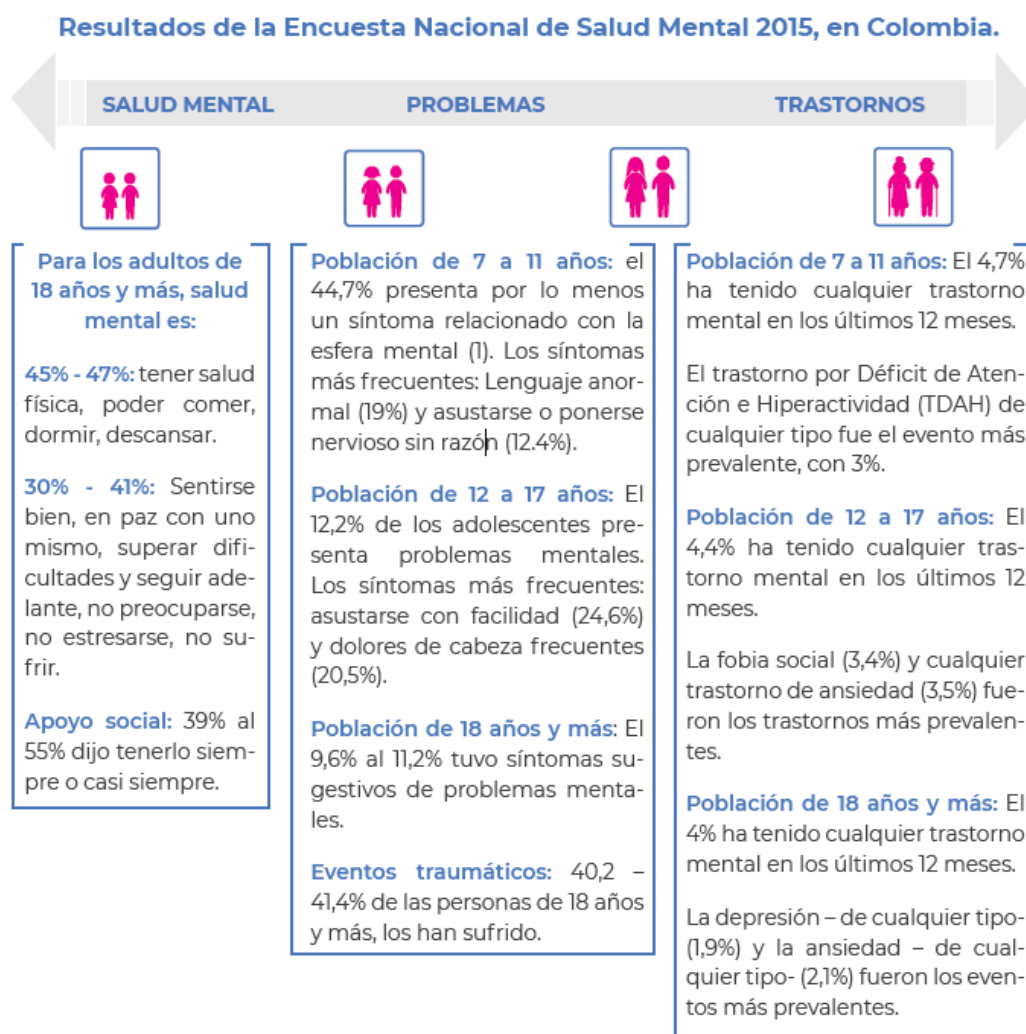 Resultados de la Encuesta Nacional de Salud Mental 2015, en Colombia.
SALUD MENTAL
PROBLEMAS
TRASTORNOS
Para los adultos de
18 años y más, salud
mental es:
45% - 47%: tener salud
física, poder comer,
dormir, descansar.
30% - 41%: Sentirse
bien, en paz con uno
mismo, superar difi-
cultades y seguir ade-
lante, no preocuparse,
no estresarse, no su-
frir.
Apoyo social: 39% al
55% dijo tenerlo siem-
pre o casi siempre.
Población de 7 a 11 años: el
44,7% presenta por lo menos
un síntoma relacionado con la
esfera mental (1). Los síntomas
más frecuentes: Lenguaje anor-
mal (19%) y asustarse o ponerse
nervioso sin razón (12.4%).
Población de 12 a 17 años: El
12,2% de los adolescentes pre-
senta problemas mentales.
Los síntomas más frecuentes:
asustarse con facilidad (24,6%)
y dolores de cabeza frecuentes
(20,5%).
Población de 18 años y más: El
9,6% al 11,2% tuvo síntomas su-
gestivos de problemas menta-
les.
Eventos traumáticos: 40,2 –
41,4% de las personas de 18 años
y más, los han sufrido.
Población de 7 a 11 años: El 4,7%
ha tenido cualquier trastorno
mental en los últimos 12 meses.
El trastorno por Déficit de Aten-
ción e Hiperactividad (TDAH) de
cualquier tipo fue el evento más
prevalente, con 3%.
Población de 12 a 17 años: El
4,4% ha tenido cualquier tras-
torno mental en los últimos 12
meses.
La fobia social (3,4%) y cualquier
trastorno de ansiedad (3,5%) fue-
ron los trastornos más prevalen-
tes.
Población de 18 años y más: El
4% ha tenido cualquier trastorno
mental en los últimos 12 meses.
La depresión – de cualquier tipo-
(1,9%) y la ansiedad – de cual-
quier tipo- (2,1%) fueron los even-
tos más prevalentes.